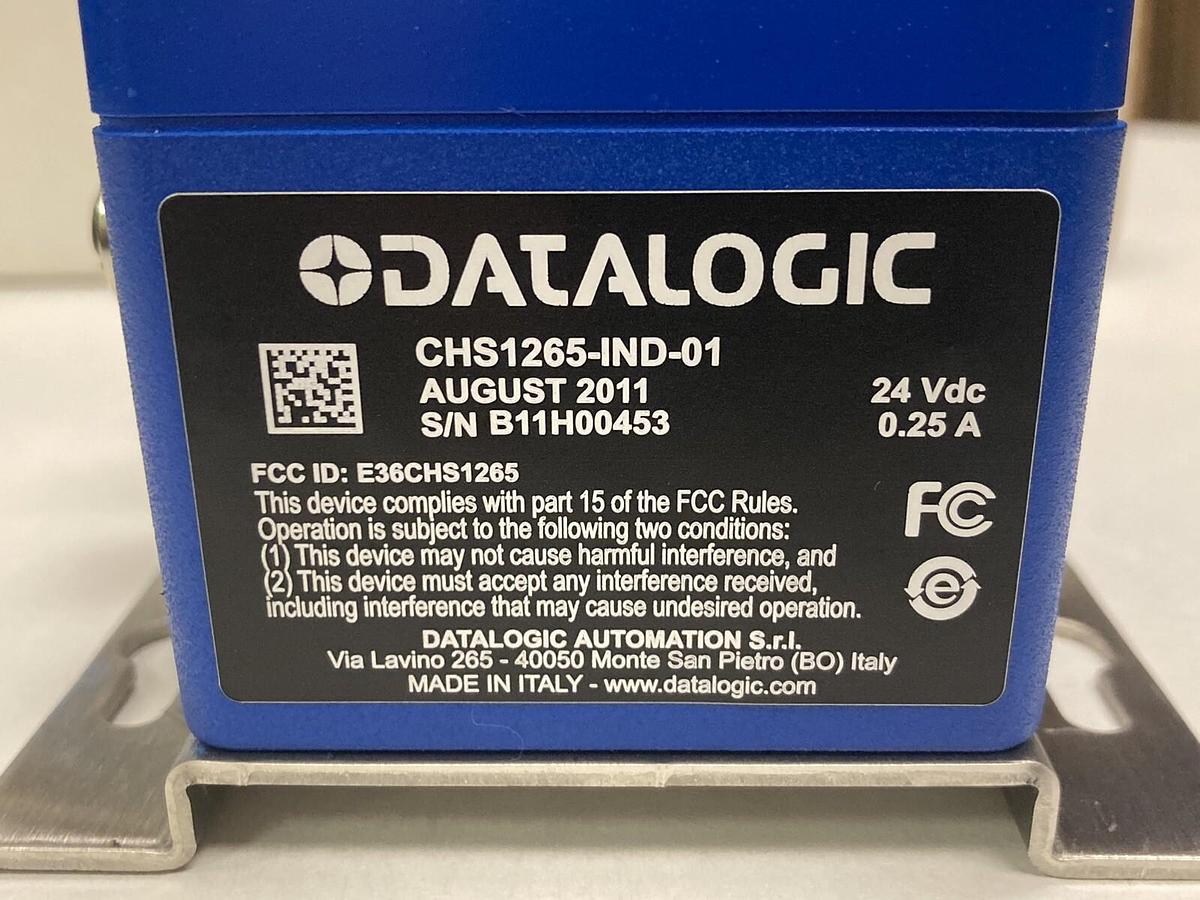 DATALOGIC
CHS1265-IND-01
AUGUST 2011
S/N B11H00453
24 Vdc
0.25 A
FCC ID: E36CHS1265
This device complies with part 15 of the FCC Rules.
Operation is subject to the following two conditions:
(1) This device may not cause harmful interference, and
(2) This device must accept any interference received,
including interference that may cause undesired operation.
FC
e
DATALOGIC AUTOMATION S.r.l.
Via Lavino 265 - 40050 Monte San Pietro (BO) Italy
MADE IN ITALY - www.datalogic.com